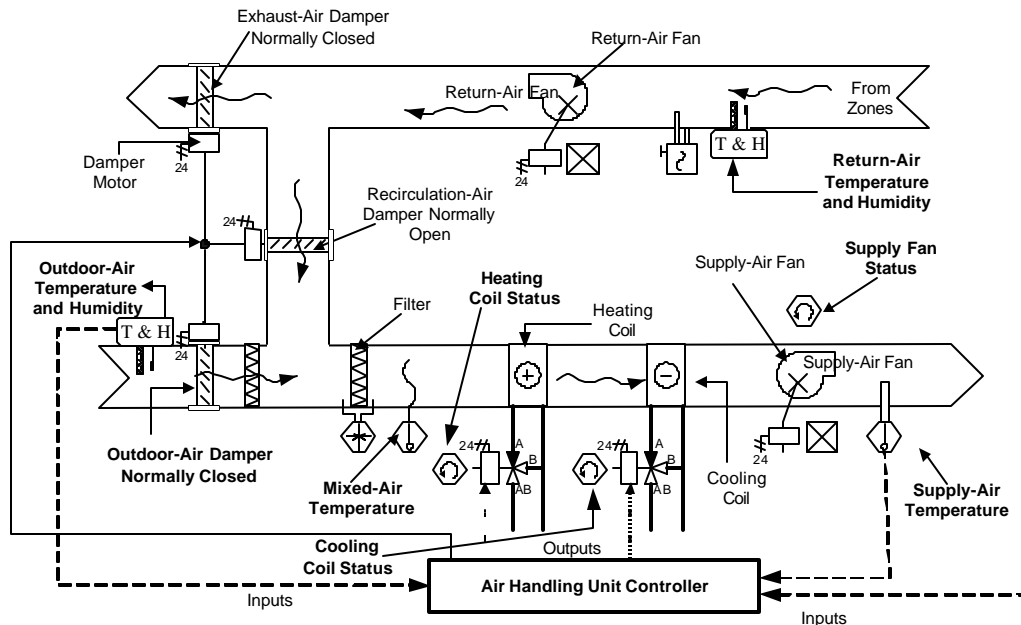 Exhaust-Air Damper
Normally Closed
Return-Air Fan
Return-Air Fan
From
Zones
Damper
Motor
24
24
T & H
Return-Air
Temperature
and Humidity
Recirculation-Air
Damper Normally
Open
24
Outdoor-Air
Temperature
and Humidity
T & H
24
Heating
Coil Status
Filter
Heating
Coil
Supply-Air Fan
Supply Fan
Status
Supply-Air Fan
Outdoor-Air Damper
Normally Closed
Mixed-Air
Temperature
24
A
B
AB
24
A
B
AB
Cooling
Coil
24
Supply-Air
Temperature
Cooling
Coil Status
Outputs
Air Handling Unit Controller
Inputs
Inputs